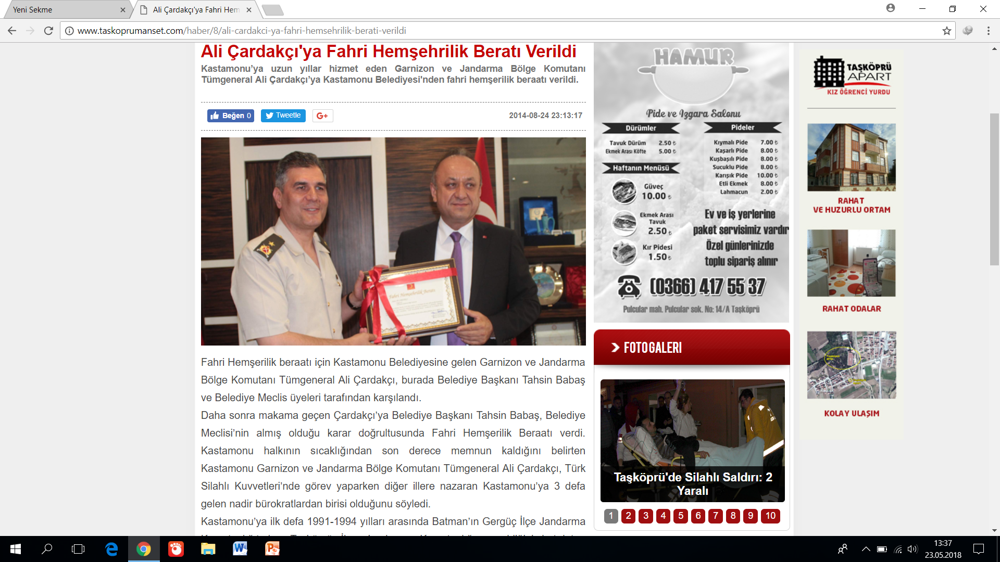 Yeni Sekme
Ali Çardakçı'ya Fahri Hem
www.taskoprumanset.com/haber/8/ali-cardakci-ya-fahri-hemsehrilik-berati-verildi
Ali Çardakçı'ya Fahri Hemşehrilik Beratı Verildi
Kastamonu’ya uzun yıllar hizmet eden Garnizon ve Jandarma Bölge Komutanı
Tümgeneral Ali Çardakçı’ya Kastamonu Belediyesi'nden fahri hemşerilik beraatı verildi.
Beğen 0
Tweetle
G+
2014-08-24 23:13:17
Fahri Hemşehrilik Beratı
Fahri Hemşerilik beraatı için Kastamonu Belediyesine gelen Garnizon ve Jandarma
Bölge Komutanı Tümgeneral Ali Çardakçı, burada Belediye Başkanı Tahsin Babaş
ve Belediye Meclis üyeleri tarafından karşılandı.
Daha sonra makama geçen Çardakçı’ya Belediye Başkanı Tahsin Babaş, Belediye
Meclisi’nin almış olduğu karar doğrultusunda Fahri Hemşerilik Beraatı verdi.
Kastamonu halkının sıcaklığından son derece memnun kaldığını belirten
Kastamonu Garnizon ve Jandarma Bölge Komutanı Tümgeneral Ali Çardakçı, Türk
Silahlı Kuvvetleri’nde görev yaparken diğer illere nazaran Kastamonu’ya 3 defa
gelen nadir bürokratlardan birisi olduğunu söyledi.
Kastamonu’ya ilk defa 1991-1994 yılları arasında Batman’ın Gergüç İlçe Jandarma
HAMUR
Pide ve Izgara Salonu
Dürümler
Tavuk Dürüm 2.50 ₺
Ekmek Arası Köfte 5.00 ₺
Haftanın Menüsü
Güveç
10.00 ₺
Ekmek Arası
Tavuk
2.50 ₺
Kır Pidesi
1.50 ₺
Pideler
Kıymalı Pide 7.00 ₺
Kaşarlı Pide 8.00 ₺
Kuşbaşılı Pide 8.00 ₺
Sucuklu Pide 8.00 ₺
Karışık Pide 10.00 ₺
Etli Ekmek 8.00 ₺
Lahmacun 2.00 ₺
Ev ve iş yerlerine
paket servisimiz vardır
Özel günlerinizde
toplu sipariş alınır
(0366) 417 55 37
Pulcular mah. Pulcular sok. No: 14/A Taşköprü
FOTOGALERI
Taşköprü'de Silahlı Saldırı: 2
Yaralı
1 2 3 4 5 6 7 8 9 10
TAŞKÖPRÜ
APART
KIZ ÖĞRENCİ YURDU
RAHAT
VE HUZURLU ORTAM
RAHAT ODALAR
KOLAY ULAŞIM
13:37
23.05.2018